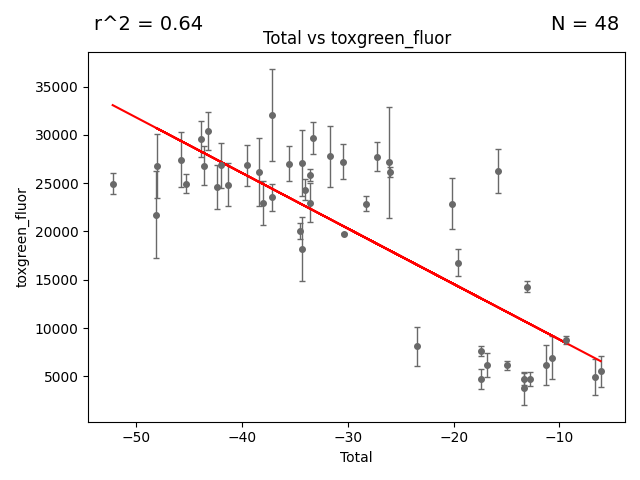 r^2 = 0.64
N = 48
Total vs toxgreen_fluor
35000
30000
25000
20000
15000
10000
5000
toxgreen_fluor
−50
−40
−30
−20
−10
Total